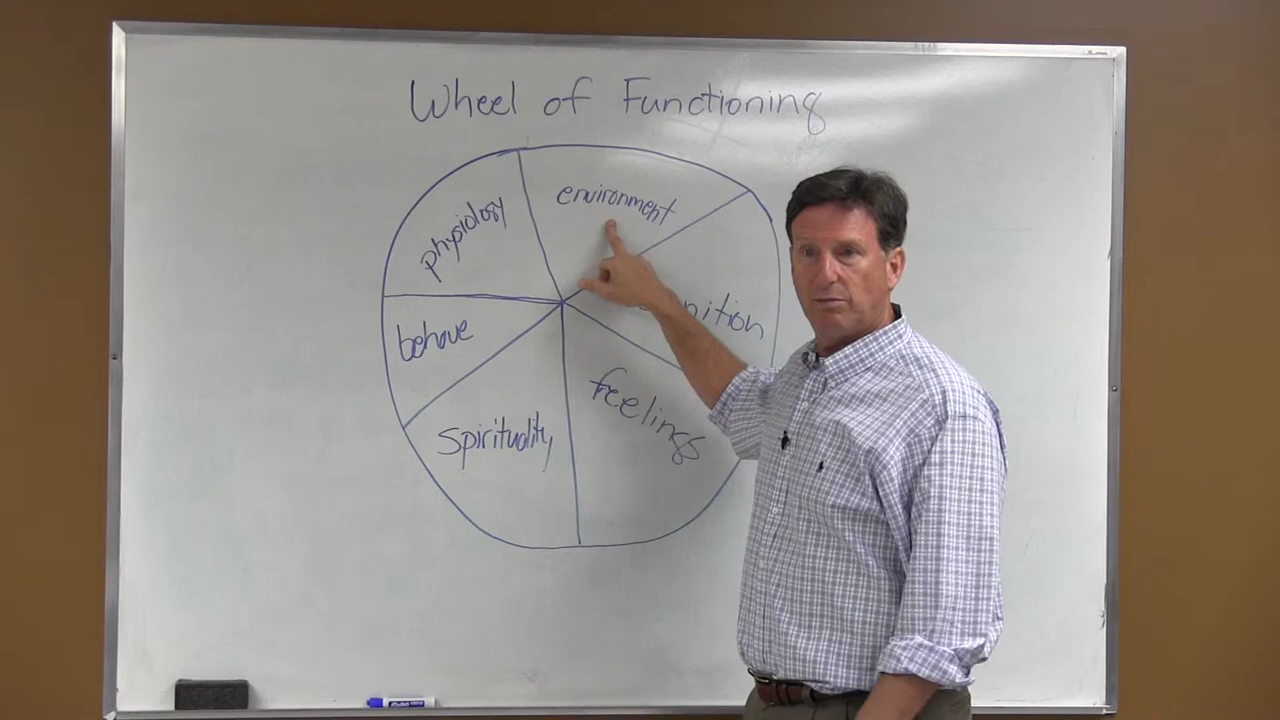 Wheel of Functioning
environment
physiology
nition
behave
feelings
spirituality